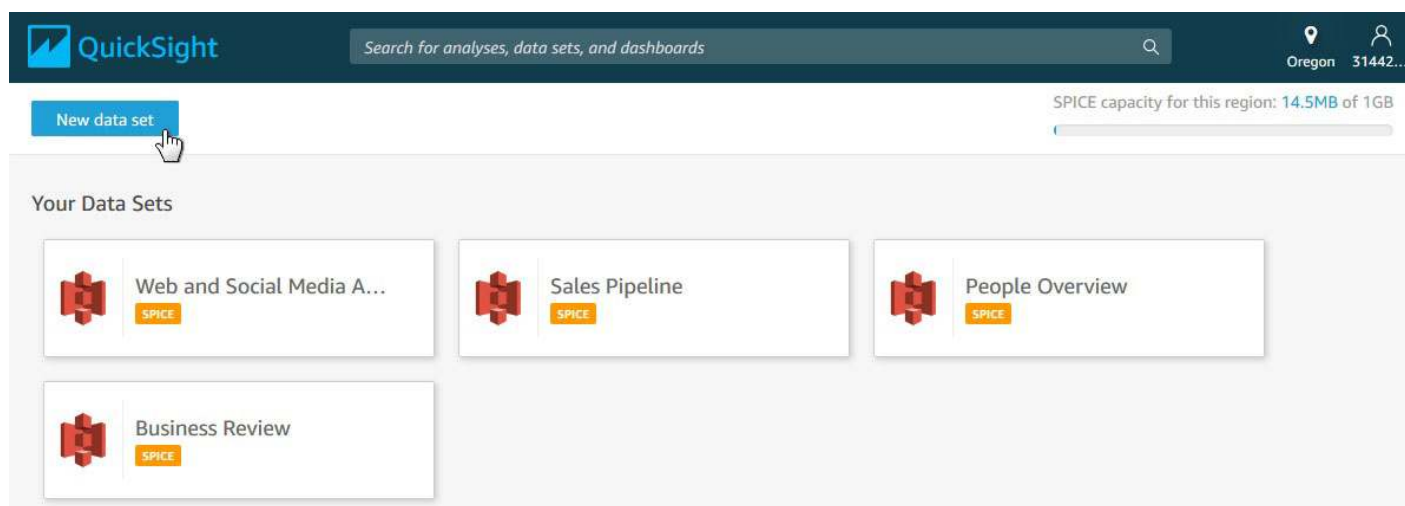 QuickSight
Search for analyses, data sets, and dashboards
Oregon 31442...
New data set
SPICE capacity for this region: 14.5MB of 1GB
Your Data Sets
Web and Social Media A...
SPICE
Sales Pipeline
SPICE
People Overview
SPICE
Business Review
SPICE